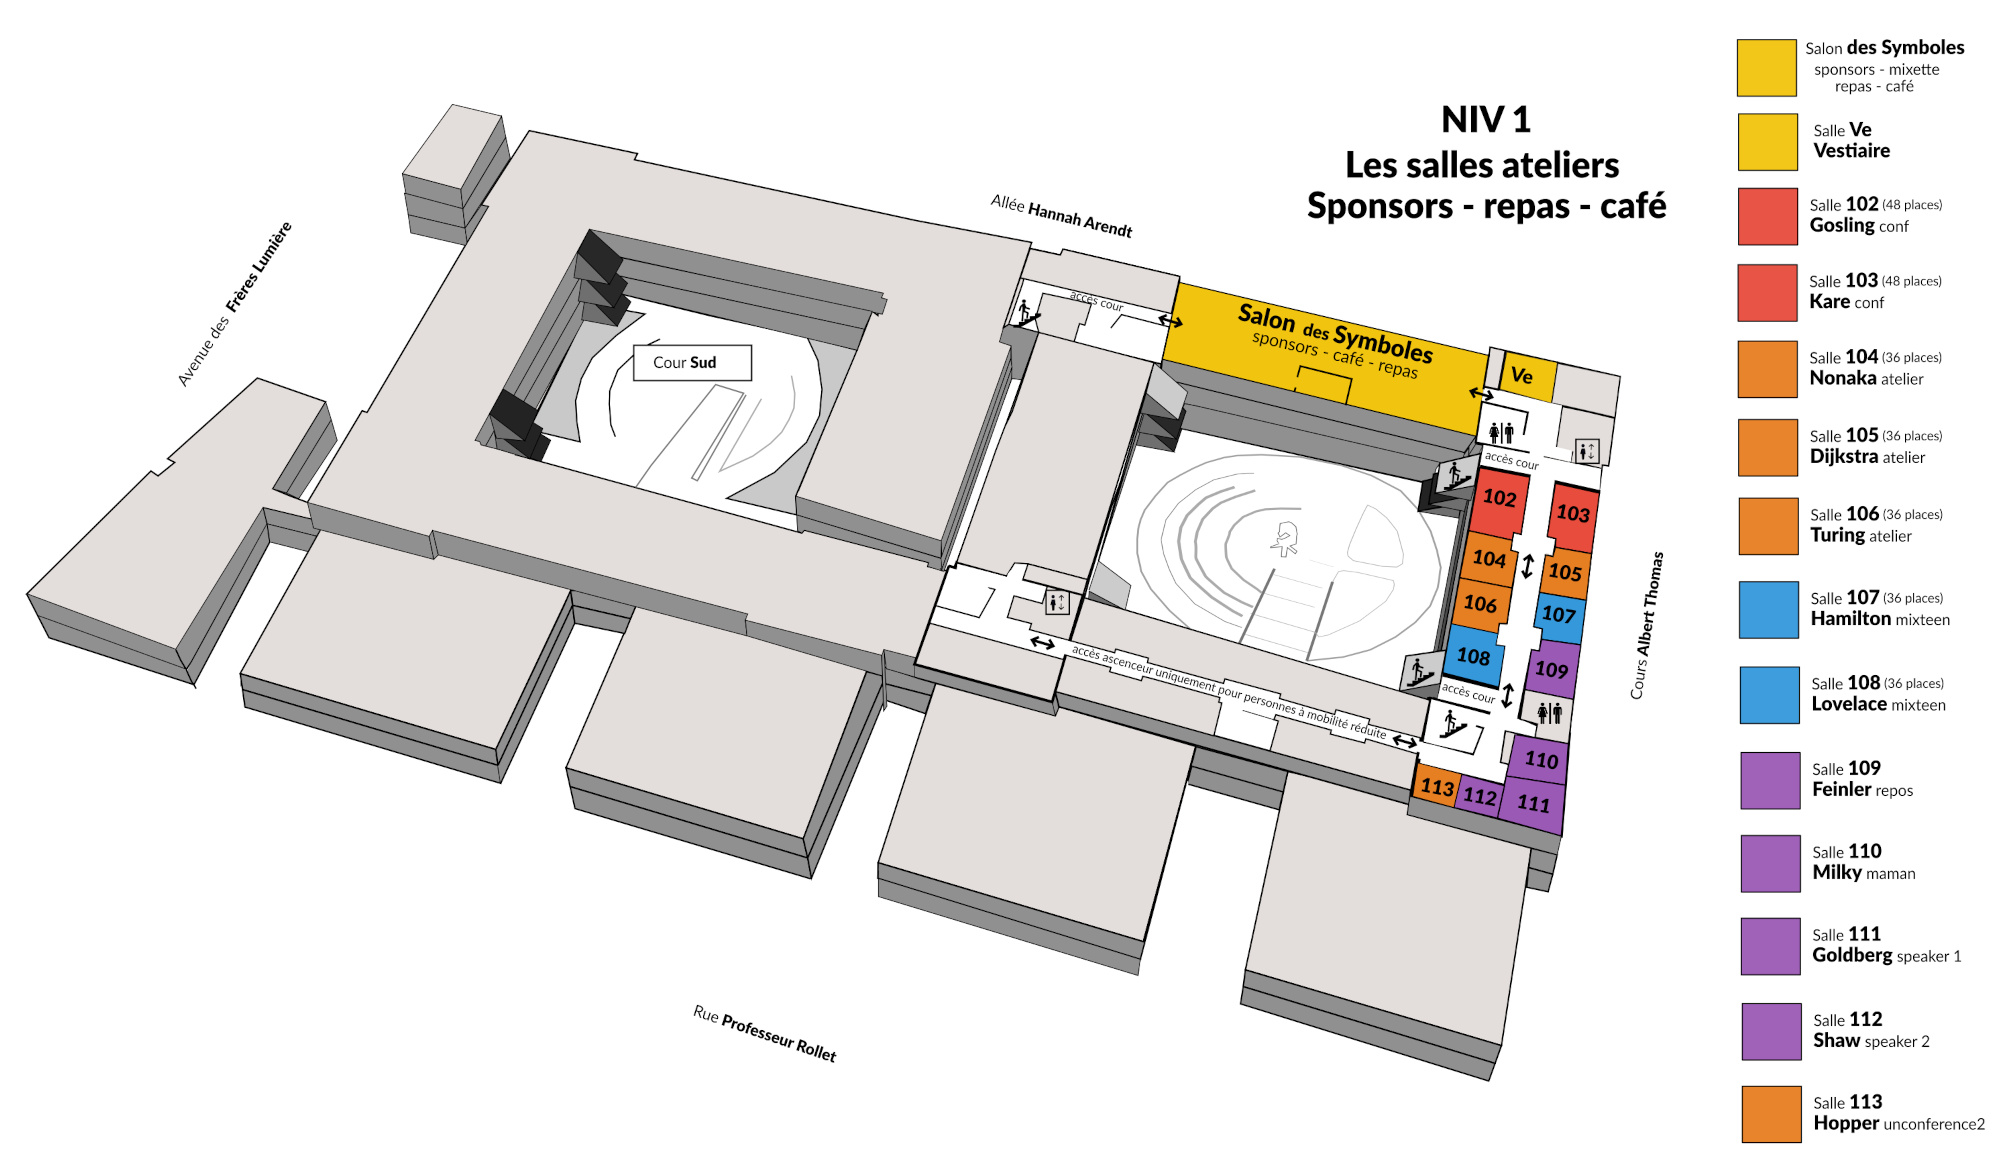 NIV 1
Les salles ateliers
Sponsors - repas - café
Allée Hannah Arendt
Avenue des Frères Lumière
Cour Sud
accès cour
Salon des Symboles
sponsors - café - repas
Ve
accès cour
102
103
104
105
106
107
108
109
accès cour
accès ascenceur uniquement pour personnes à mobilité réduite
110
111
112
113
Cours Albert Thomas
Rue Professeur Rollet
Salon des Symboles
sponsors - mixette
repas - café
Salle Ve
Vestiaire
Salle 102 (48 places)
Gosling conf
Salle 103 (48 places)
Kare conf
Salle 104 (36 places)
Nonaka atelier
Salle 105 (36 places)
Dijkstra atelier
Salle 106 (36 places)
Turing atelier
Salle 107 (36 places)
Hamilton mixteen
Salle 108 (36 places)
Lovelace mixteen
Salle 109
Feinler repos
Salle 110
Milky maman
Salle 111
Goldberg speaker 1
Salle 112
Shaw speaker 2
Salle 113
Hopper unconference2